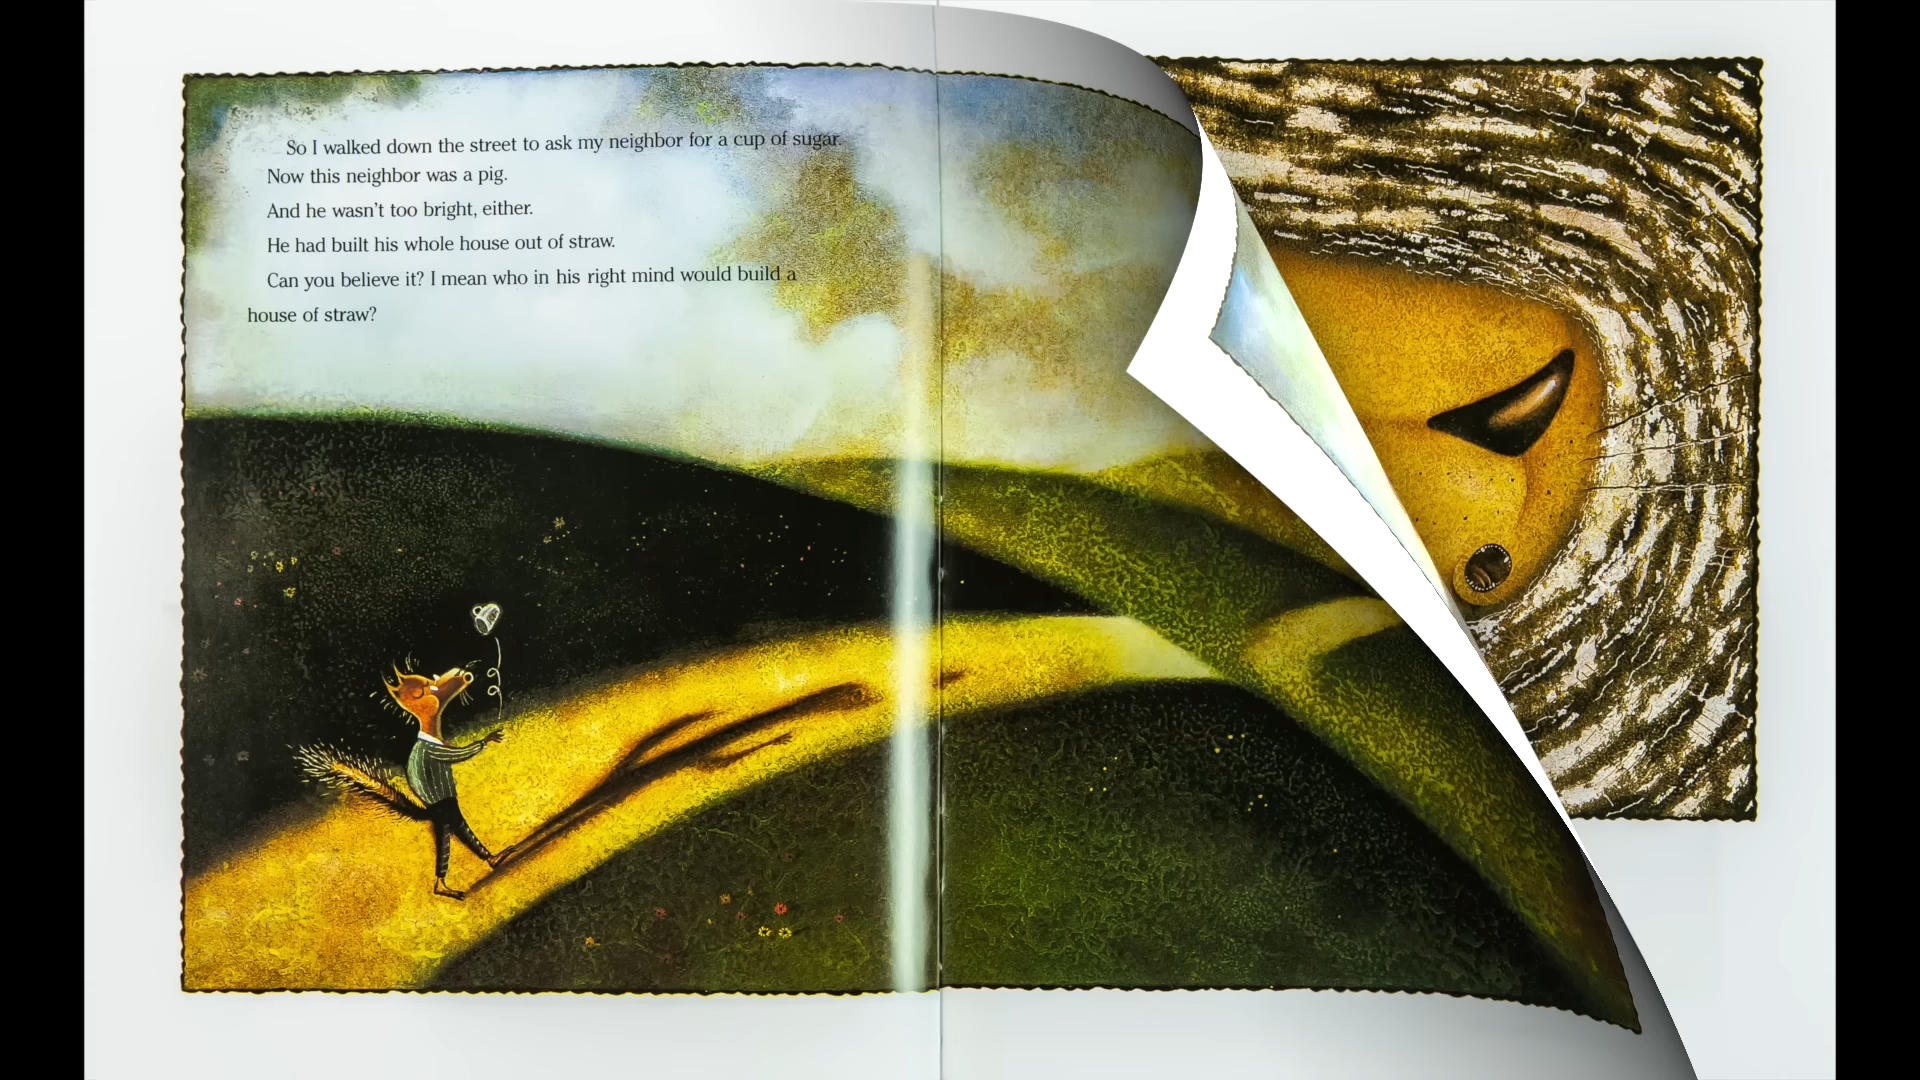 So I walked down the street to ask my neighbor for a cup of sugar.
Now this neighbor was a pig.
And he wasn't too bright, either.
He had built his whole house out of straw.
Can you believe it? I mean who in his right mind would build a
house of straw?